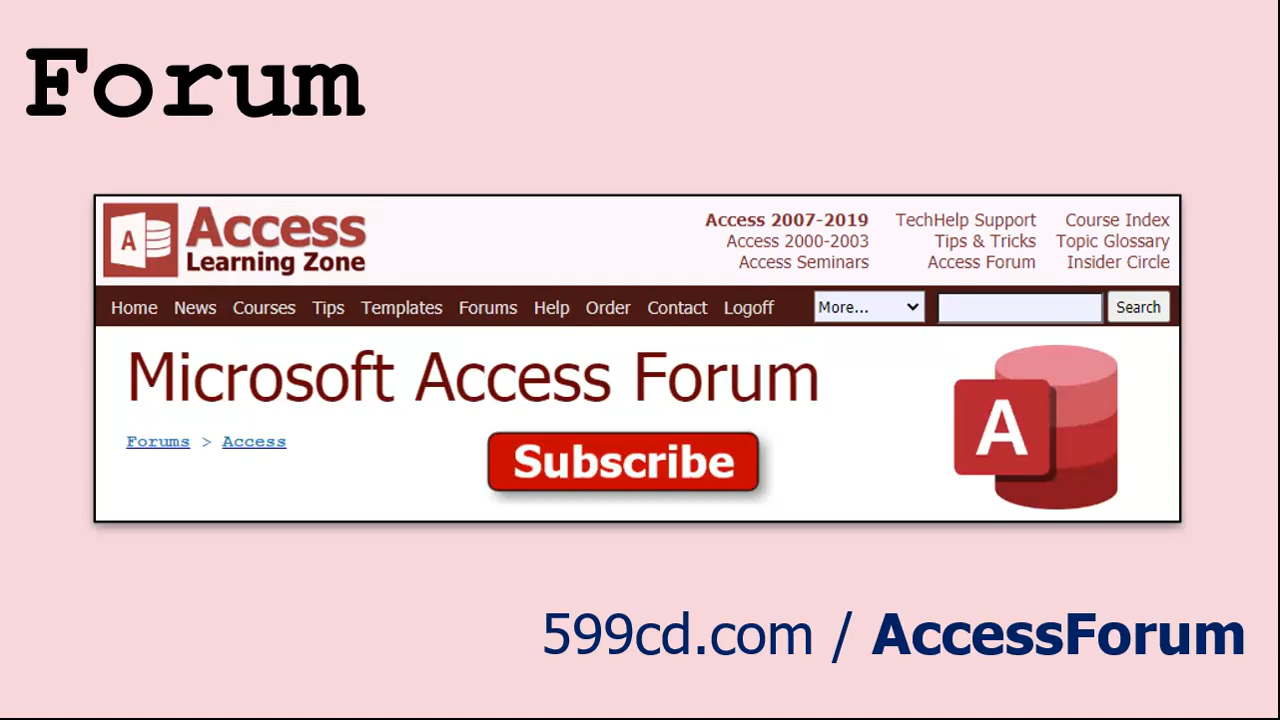 Forum
A
Access
Learning Zone
Access 2007-2019 TechHelp Support Course Index
Access 2000-2003 Tips & Tricks Topic Glossary
Access Seminars Access Forum Insider Circle
Home News Courses Tips Templates Forums Help Order Contact Logoff More... Search
Microsoft Access Forum
Forums > Access
Subscribe
A
599cd.com / AccessForum